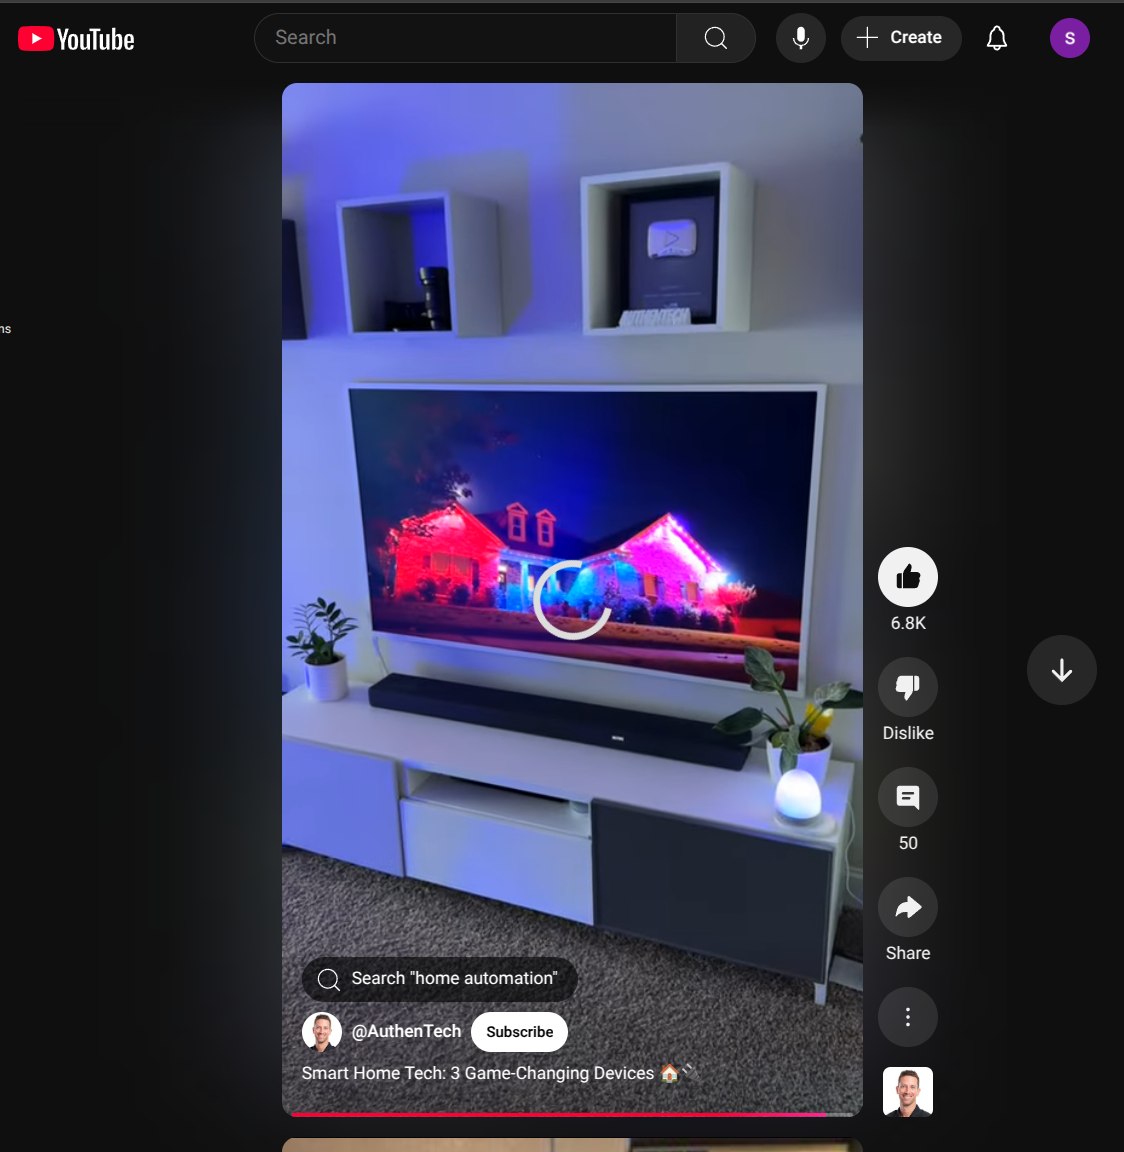 YouTube
Search
Create
S
ns
AUTHENTECH
6.8K
Dislike
50
Share
Search "home automation"
@AuthenTech
Subscribe
Smart Home Tech: 3 Game-Changing Devices 🏠🔌